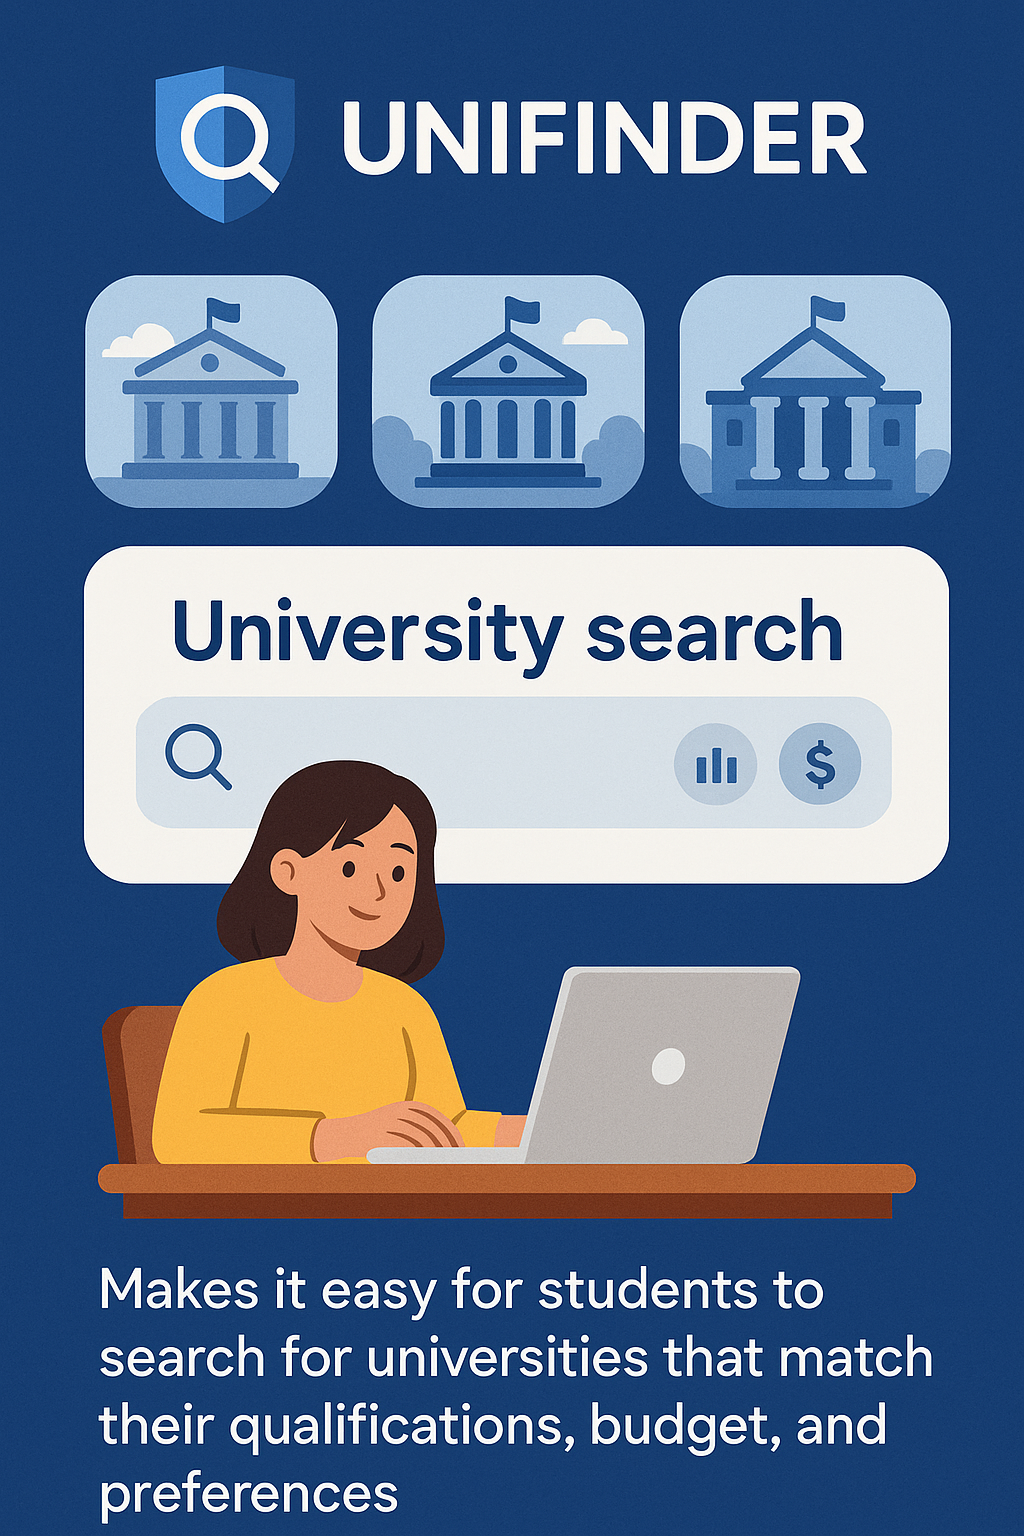 UNIFINDER
University search
$
Makes it easy for students to
search for universities that match
their qualifications, budget, and
preferences